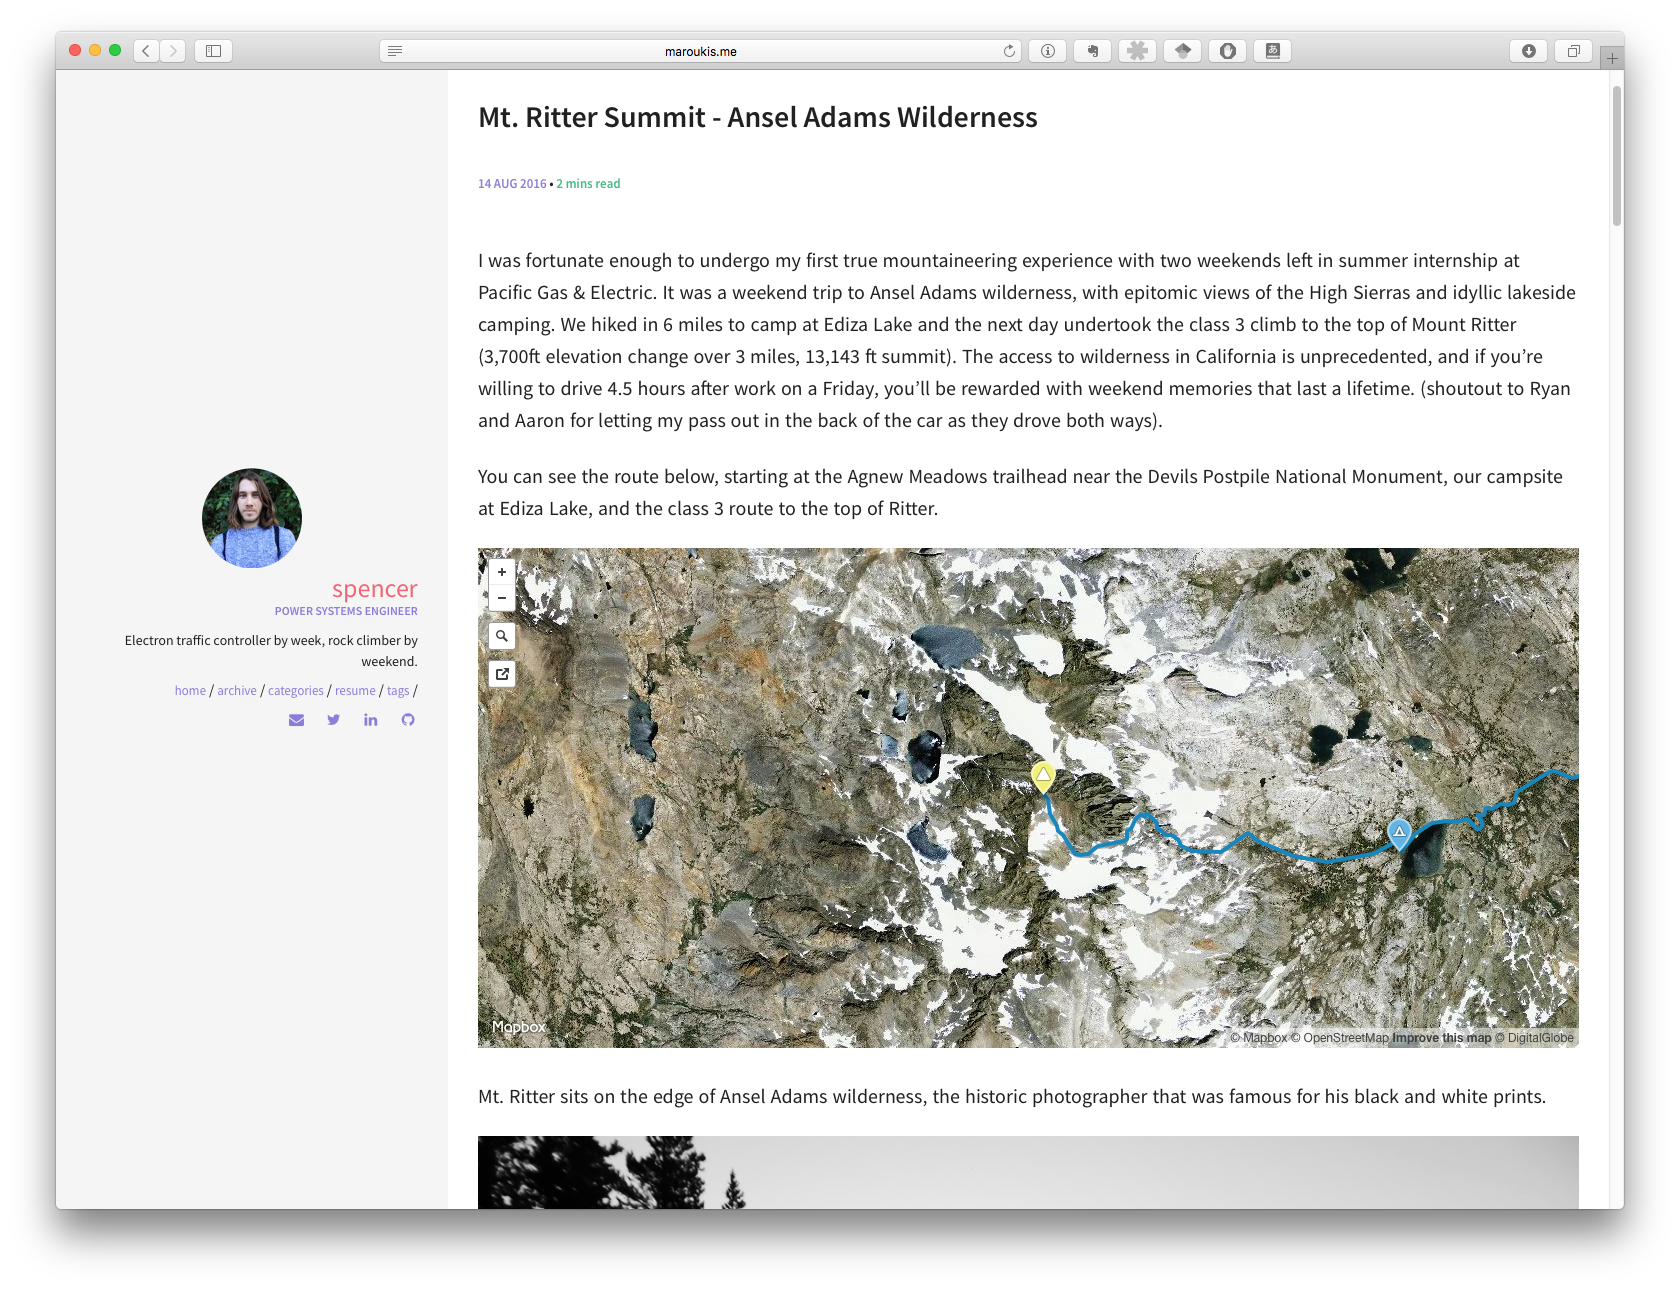 maroukis.me
Mt. Ritter Summit - Ansel Adams Wilderness
14 AUG 2016 • 2 mins read
I was fortunate enough to undergo my first true mountaineering experience with two weekends left in summer internship at
Pacific Gas & Electric. It was a weekend trip to Ansel Adams wilderness, with epitomic views of the High Sierras and idyllic lakeside
camping. We hiked in 6 miles to camp at Ediza Lake and the next day undertook the class 3 climb to the top of Mount Ritter
(3,700ft elevation change over 3 miles, 13,143 ft summit). The access to wilderness in California is unprecedented, and if you’re
willing to drive 4.5 hours after work on a Friday, you’ll be rewarded with weekend memories that last a lifetime. (shoutout to Ryan
and Aaron for letting my pass out in the back of the car as they drove both ways).
You can see the route below, starting at the Agnew Meadows trailhead near the Devils Postpile National Monument, our campsite
at Ediza Lake, and the class 3 route to the top of Ritter.
spencer
POWER SYSTEMS ENGINEER
Electron traffic controller by week, rock climber by
weekend.
home / archive / categories / resume / tags /
+
−
Mapbox
© Mapbox © OpenStreetMap Improve this map © DigitalGlobe
Mt. Ritter sits on the edge of Ansel Adams wilderness, the historic photographer that was famous for his black and white prints.